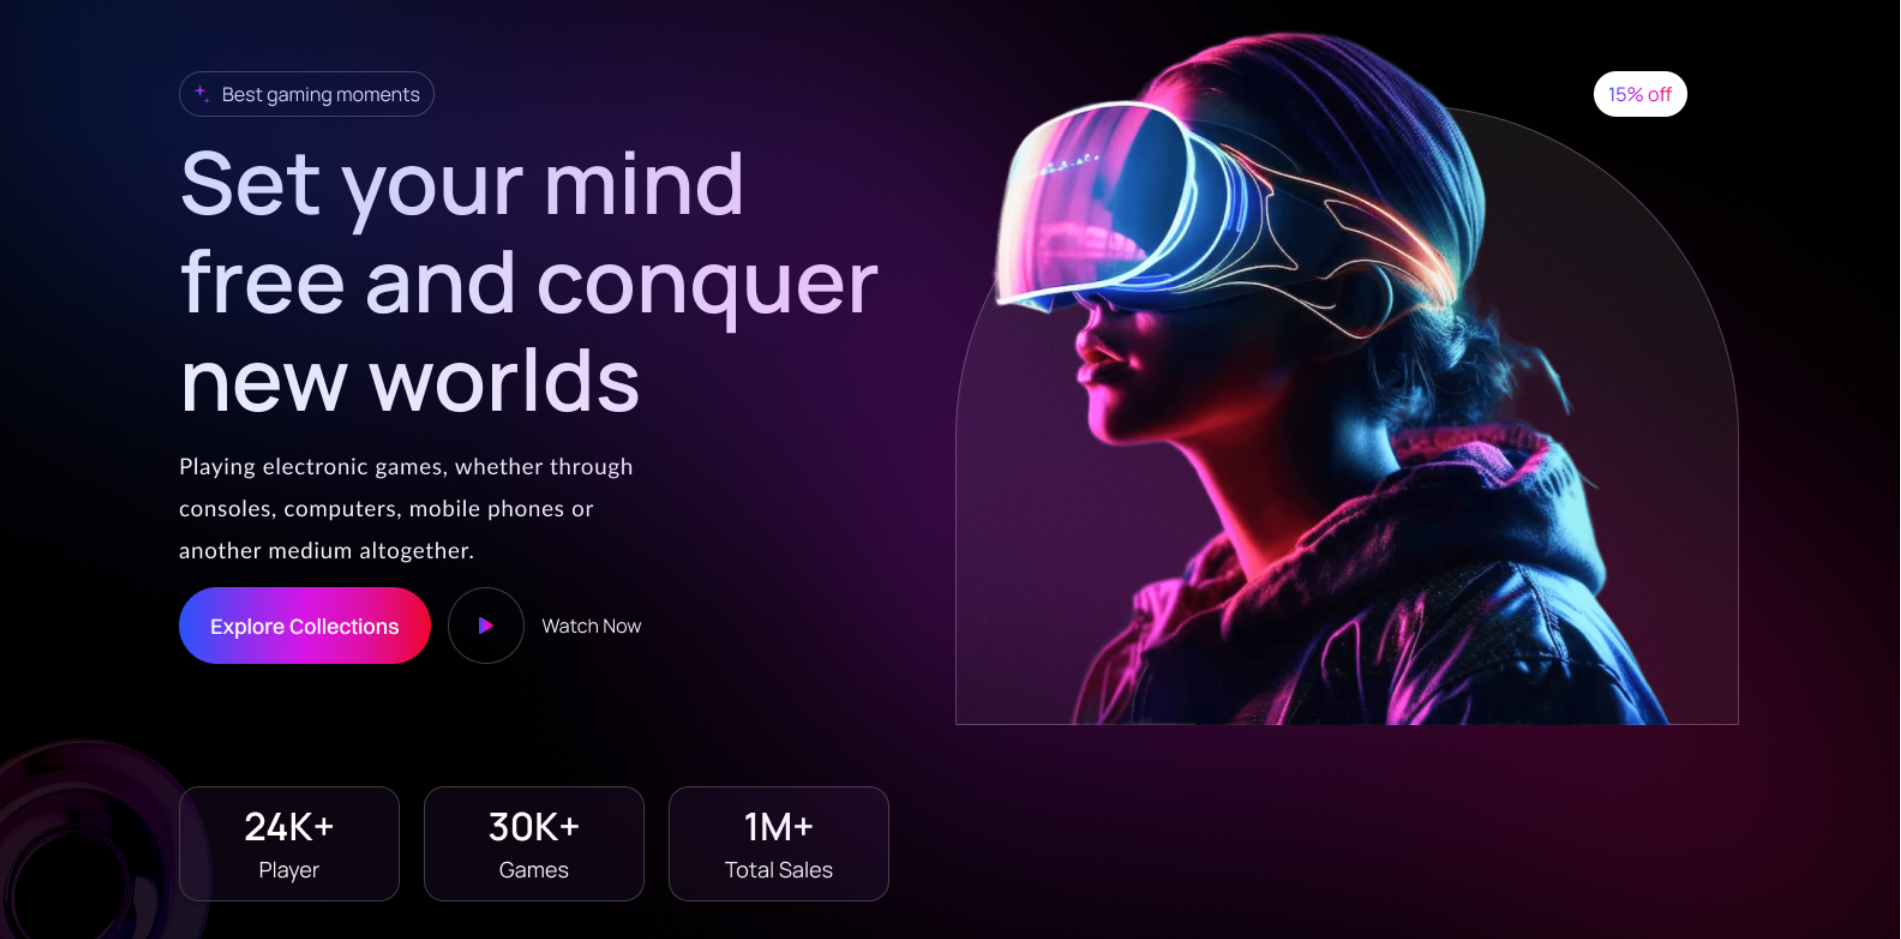 Best gaming moments
15% off
Set your mind
free and conquer
new worlds
Playing electronic games, whether through
consoles, computers, mobile phones or
another medium altogether.
Explore Collections
Watch Now
24K+
Player
30K+
Games
1M+
Total Sales